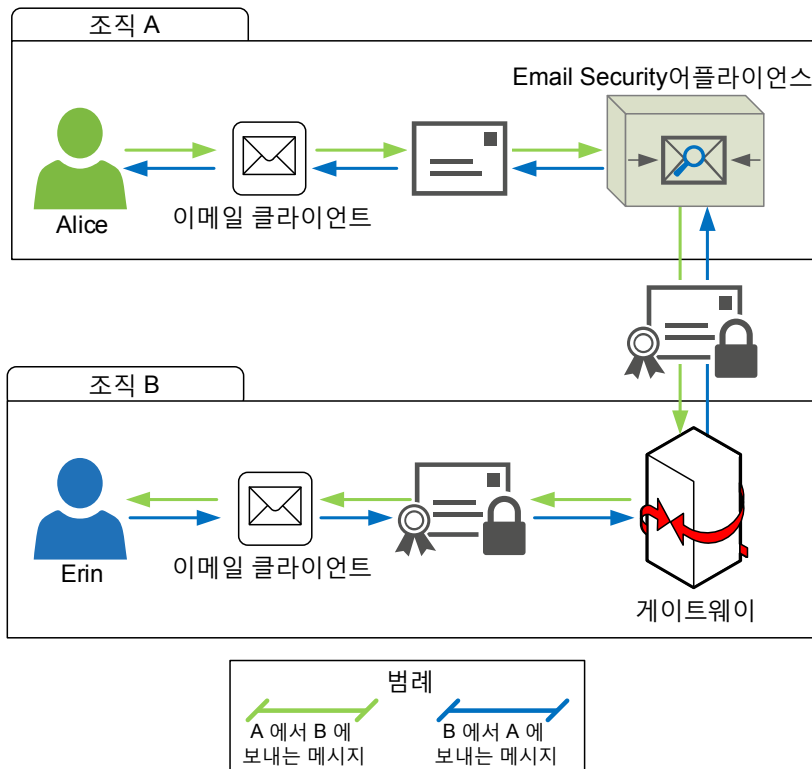 조직 A
Email Security어플라이언스
Alice
이메일 클라이언트
조직 B
Erin
이메일 클라이언트
게이트웨이
범례
A 에서 B 에
보내는 메시지
B 에서 A 에
보내는 메시지